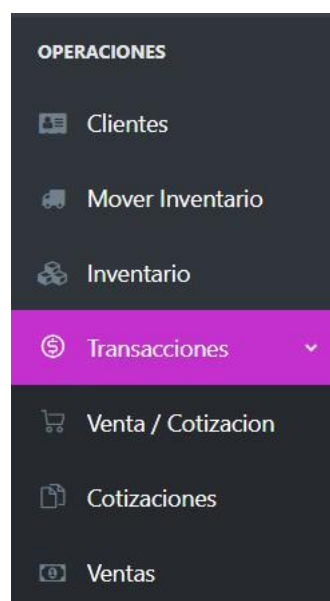 OPERACIONES
Clientes
Mover Inventario
Inventario
Transacciones
Venta / Cotizacion
Cotizaciones
Ventas